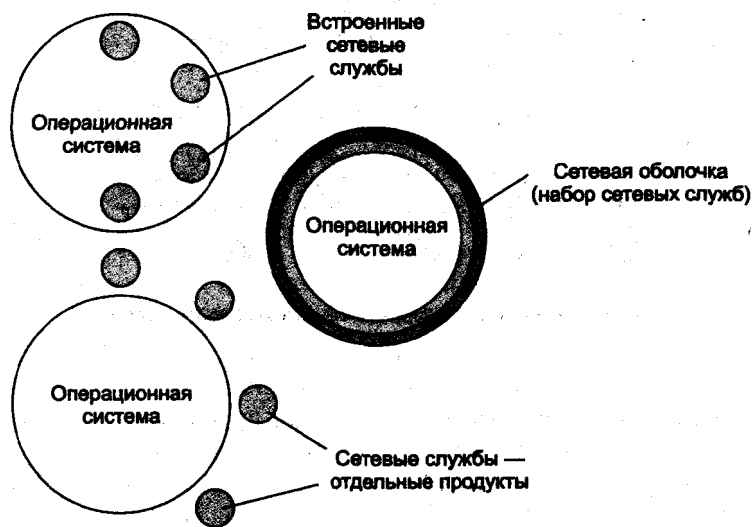 Встроенные
сетевые
службы
Операционная
система
Сетевая оболочка
(набор сетевых служб)
Операционная
система
Операционная
система
Сетевые службы —
отдельные продукты